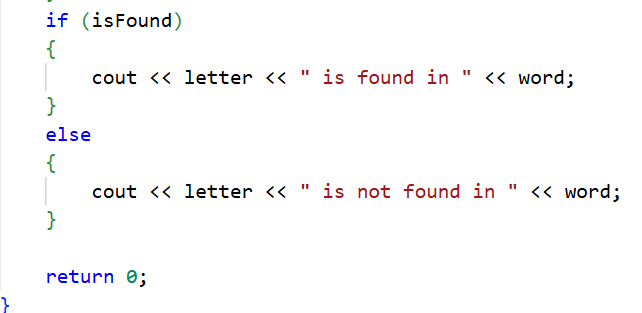 if (isFound)
{
cout << letter << " is found in " << word;
}
else
{
cout << letter << " is not found in " << word;
}
return 0;
}